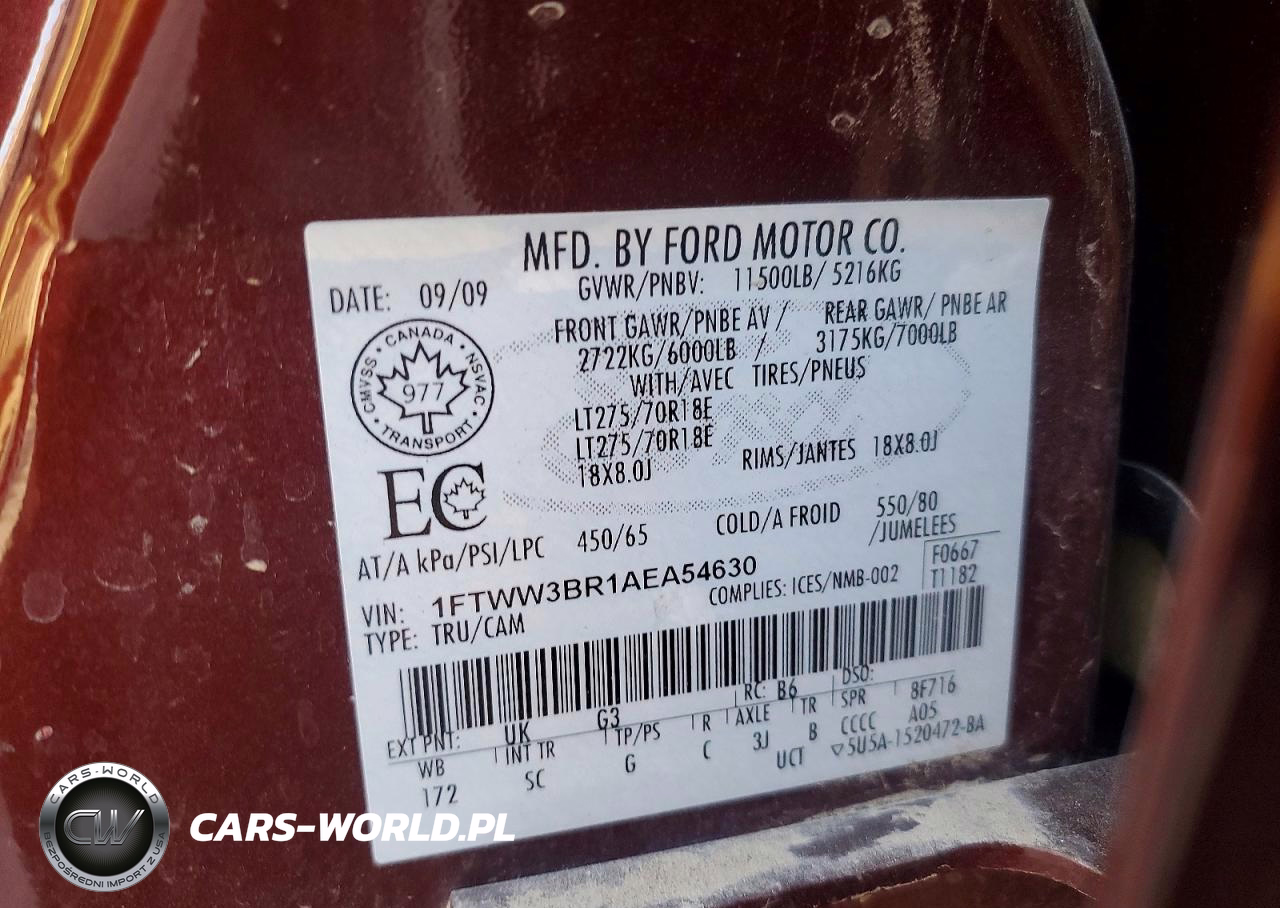 MFD. BY FORD MOTOR CO.
DATE: 09/09 GVWR/PNBV: 11500LB/ 5216KG
FRONT GAWR/PNBE AV / REAR GAWR/ PNBE AR
2722KG/6000LB / 3175KG/7000LB
WITH/AVEC TIRES/PNEUS
LT275/70R18E
LT275/70R18E
18X8.0J RIMS/JANTES 18X8.0J
CANADA • NSVAC • TRANSPORT • CMVSS •
977
EC
AT/A kPa/PSI/LPC 450/65 COLD/A FROID 550/80
/JUMELEES
VIN: 1FTWW3BR1AEA54630 F0667
TYPE: TRU/CAM COMPLIES: ICES/NMB-002 T1182
EXT PNT: UK G3 RC: B6 DSO:
WB INT TR TP/PS R AXLE TR SPR 8F716
172 SC G C 3J B CCCC A05
UCT ▽5U5A-1520472-BA
CARS-WORLD
CW
BEZPOŚREDNI IMPORT Z USA
CARS-WORLD.PL